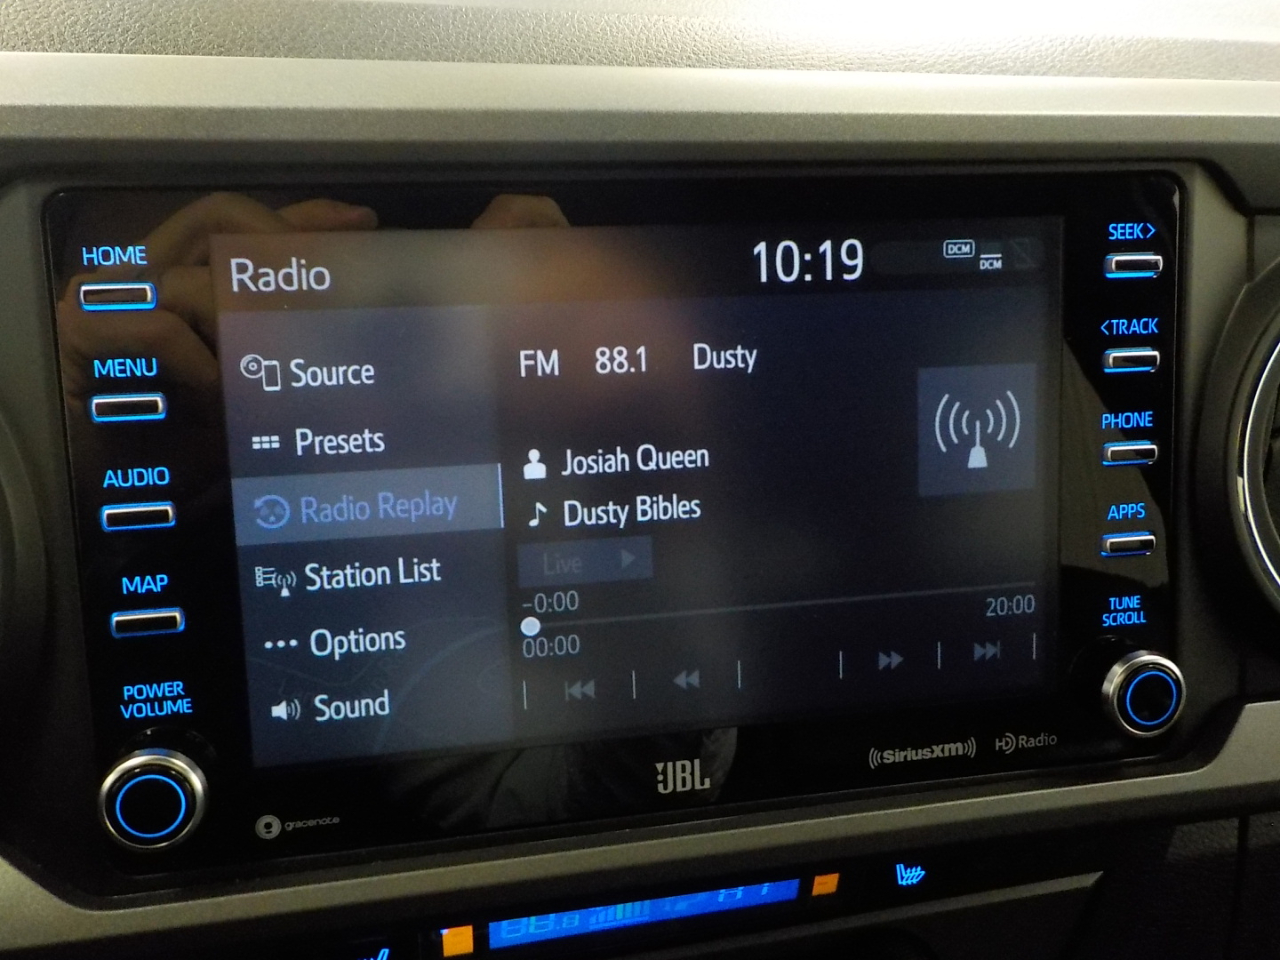 HOME
MENU
AUDIO
MAP
POWER
VOLUME
Radio
10:19
DCM
DCM
Source
Presets
Radio Replay
Station List
Options
Sound
FM 88.1 Dusty
Josiah Queen
Dusty Bibles
Live
-0:00
20:00
00:00
SEEK>
<TRACK
PHONE
APPS
TUNE
SCROLL
gracenote
JBL
SiriusXM
HD Radio